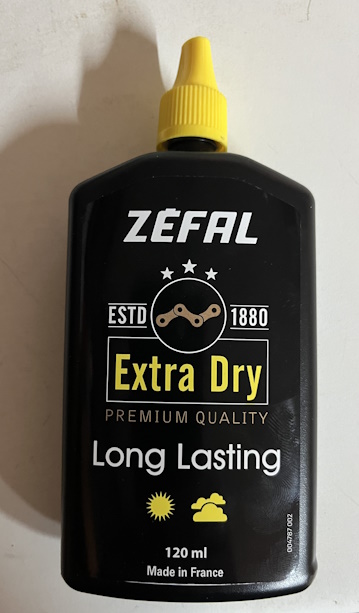 ZÉFAL
ESTD 1880
Extra Dry
PREMIUM QUALITY
Long Lasting
120 ml
Made in France
004787 002